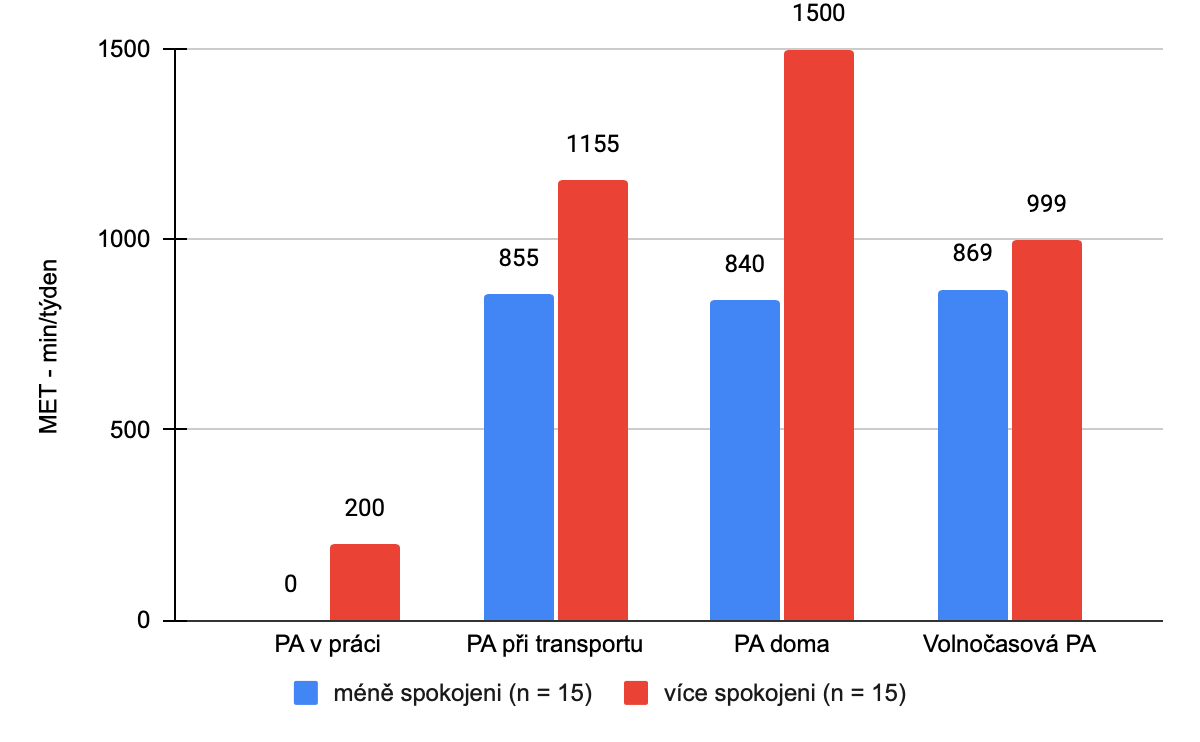 1500
1500
1155
1000
999
855
840
869
MET - min/týden
500
200
0
0
PA v práci
PA při transportu
PA doma
Volnočasová PA
méně spokojeni (n = 15)
více spokojeni (n = 15)